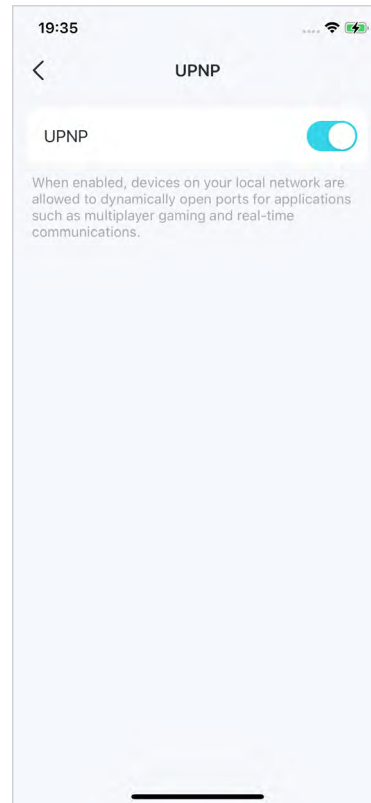 19:35
UPNP
UPNP
When enabled, devices on your local network are
allowed to dynamically open ports for applications
such as multiplayer gaming and real-time
communications.